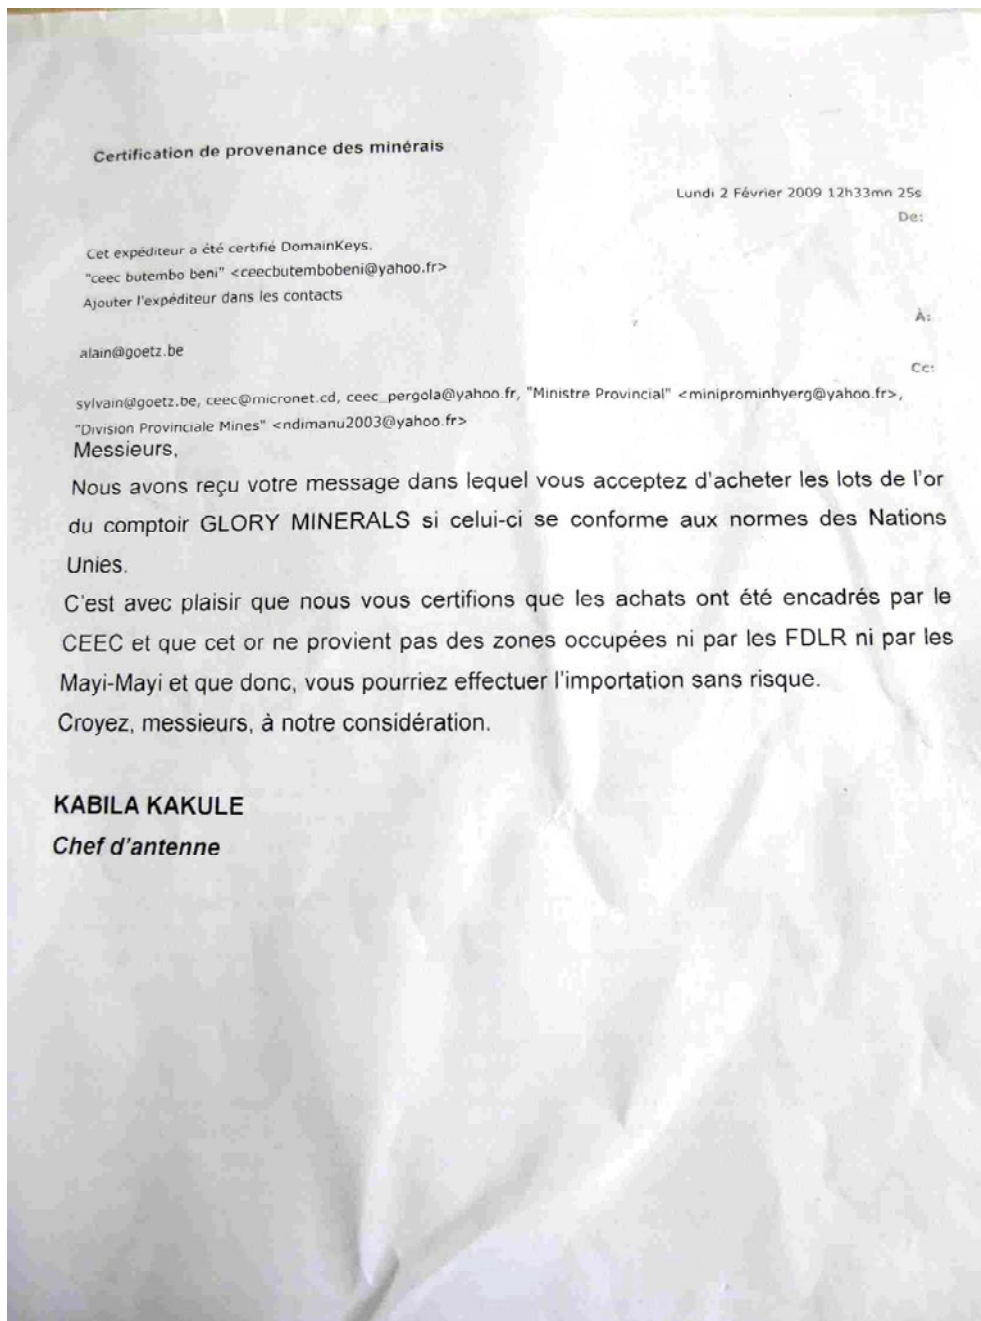 Certification de provenance des minérais
Lundi 2 Février 2009 12h33mn 25s
De:
Cet expéditeur a été certifié DomainKeys.
"ceec butembo beni" <ceecbutembobeni@yahoo.fr>
Ajouter l'expéditeur dans les contacts
À:
alain@goetz.be
Cc:
sylvain@goetz.be, ceec@micronet.cd, ceec_pergola@yahoo.fr, "Ministre Provincial" <miniprominhyerg@yahoo.fr>,
"Division Provinciale Mines" <ndimanu2003@yahoo.fr>
Messieurs,
Nous avons reçu votre message dans lequel vous acceptez d'acheter les lots de l'or
du comptoir GLORY MINERALS si celui-ci se conforme aux normes des Nations
Unies.
C'est avec plaisir que nous vous certifions que les achats ont été encadrés par le
CEEC et que cet or ne provient pas des zones occupées ni par les FDLR ni par les
Mayi-Mayi et que donc, vous pourriez effectuer l'importation sans risque.
Croyez, messieurs, à notre considération.
KABILA KAKULE
Chef d'antenne